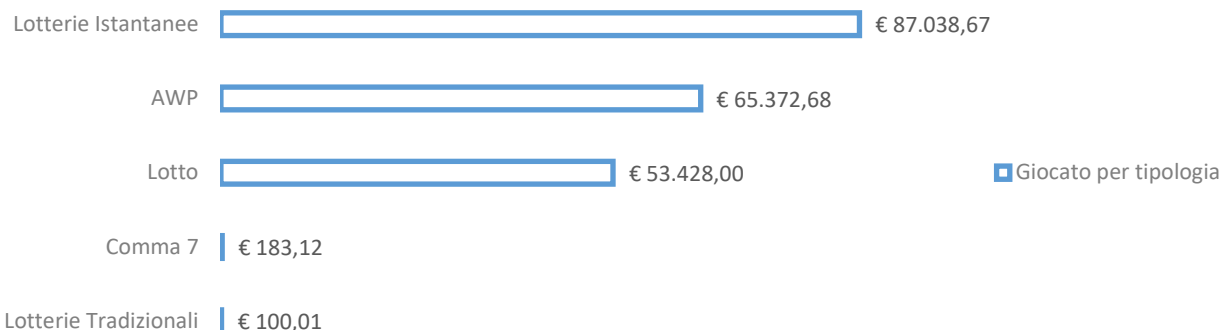 Lotterie Istantanee € 87.038,67
AWP € 65.372,68
Lotto € 53.428,00
Giocato per tipologia
Comma 7 € 183,12
Lotterie Tradizionali € 100,01